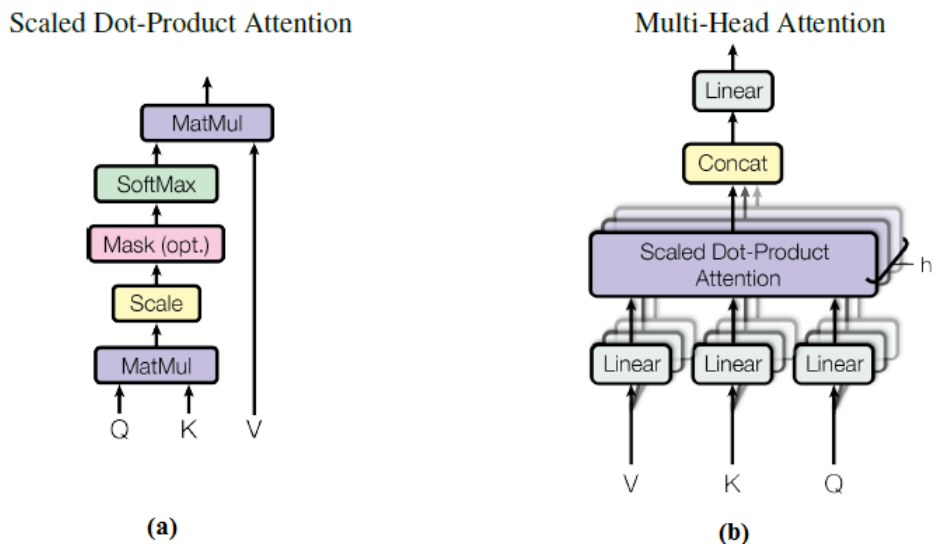 Scaled Dot-Product Attention
MatMul
SoftMax
Mask (opt.)
Scale
MatMul
Q K V
(a)
Multi-Head Attention
Linear
Concat
Scaled Dot-Product
Attention
h
Linear Linear Linear
V K Q
(b)